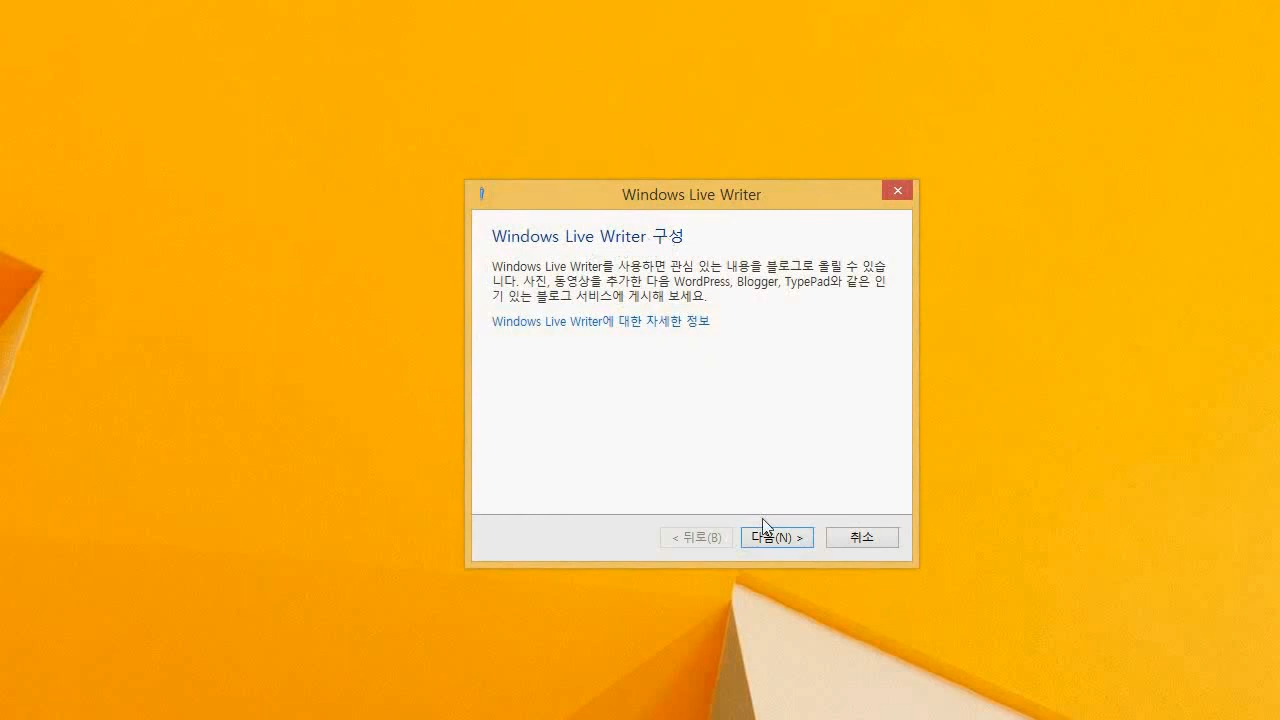 Windows Live Writer
Windows Live Writer 구성
Windows Live Writer를 사용하면 관심 있는 내용을 블로그로 올릴 수 있습
니다. 사진, 동영상을 추가한 다음 WordPress, Blogger, TypePad와 같은 인
기 있는 블로그 서비스에 게시해 보세요.
Windows Live Writer에 대한 자세한 정보
< 뒤로(B) 다음(N) > 취소